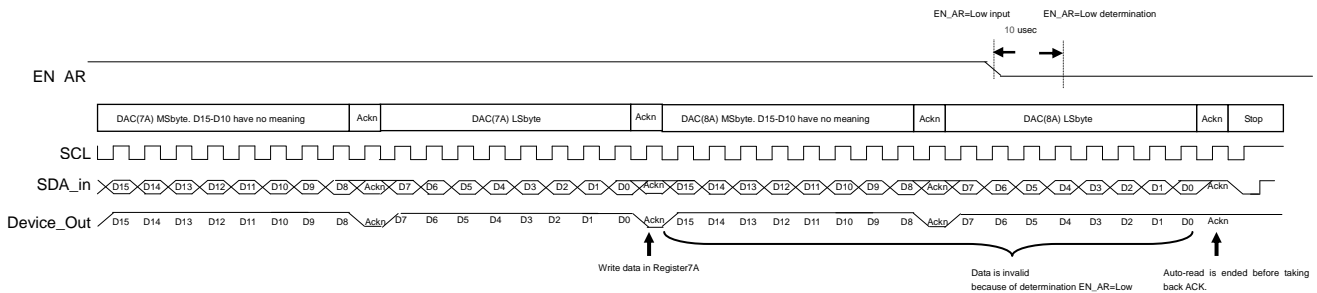 EN_AR=Low input EN_AR=Low determination
10 usec
EN AR
DAC(7A) MSbyte. D15-D10 have no meaning Ackn DAC(7A) LSbyte Ackn DAC(8A) MSbyte. D15-D10 have no meaning Ackn DAC(8A) LSbyte Ackn Stop
SCL
SDA_in D15 D14 D13 D12 D11 D10 D9 D8 Ackn D7 D6 D5 D4 D3 D2 D1 D0 Ackn D15 D14 D13 D12 D11 D10 D9 D8 Ackn D7 D6 D5 D4 D3 D2 D1 D0 Ackn
Device_Out D15 D14 D13 D12 D11 D10 D9 D8 Ackn D7 D6 D5 D4 D3 D2 D1 D0 Ackn D15 D14 D13 D12 D11 D10 D9 D8 Ackn D7 D6 D5 D4 D3 D2 D1 D0 Ackn
Write data in Register7A
Data is invalid
because of determination EN_AR=Low
Auto-read is ended before taking
back ACK.